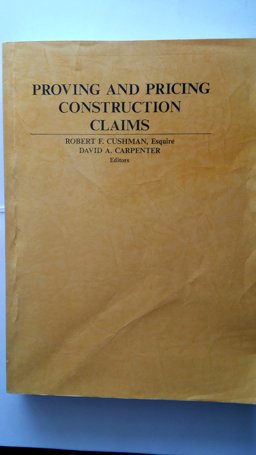 PROVING AND PRICING
CONSTRUCTION
CLAIMS
ROBERT F. CUSHMAN, Esquire
DAVID A. CARPENTER
Editors